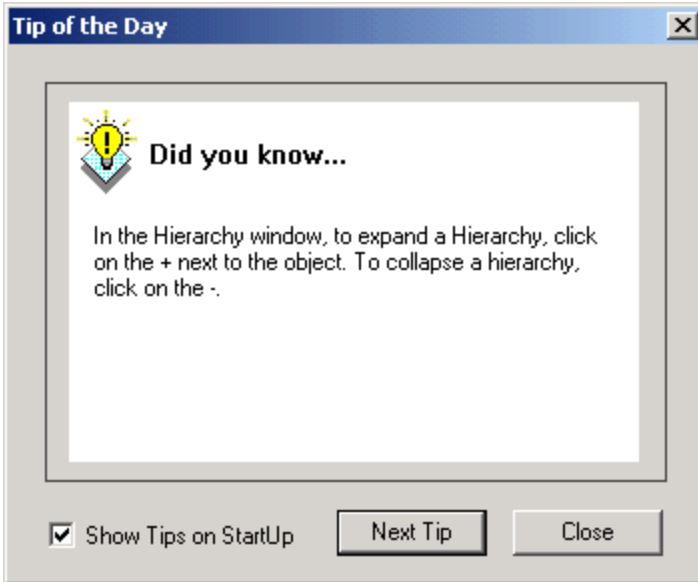 Tip of the Day
Did you know...
In the Hierarchy window, to expand a Hierarchy, click
on the + next to the object. To collapse a hierarchy,
click on the -.
Show Tips on StartUp
Next Tip
Close